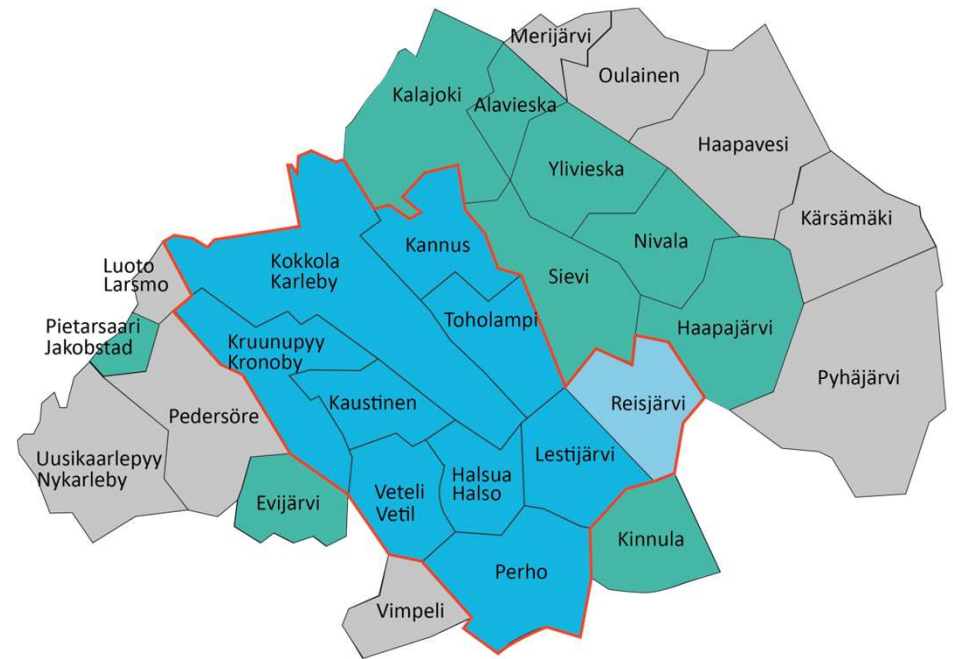 Merijärvi
Oulainen
Kalajoki
Alavieska
Haapavesi
Ylivieska
Kärsämäki
Nivala
Kannus
Kokkola
Karleby
Sievi
Luoto
Larsmo
Toholampi
Haapajärvi
Pietarsaari
Jakobstad
Kruunupyy
Kronoby
Pyhäjärvi
Kaustinen
Reisjärvi
Pedersöre
Lestijärvi
Uusikaarlepyy
Nykarleby
Halsua
Halso
Veteli
Vetil
Evijärvi
Kinnula
Perho
Vimpeli